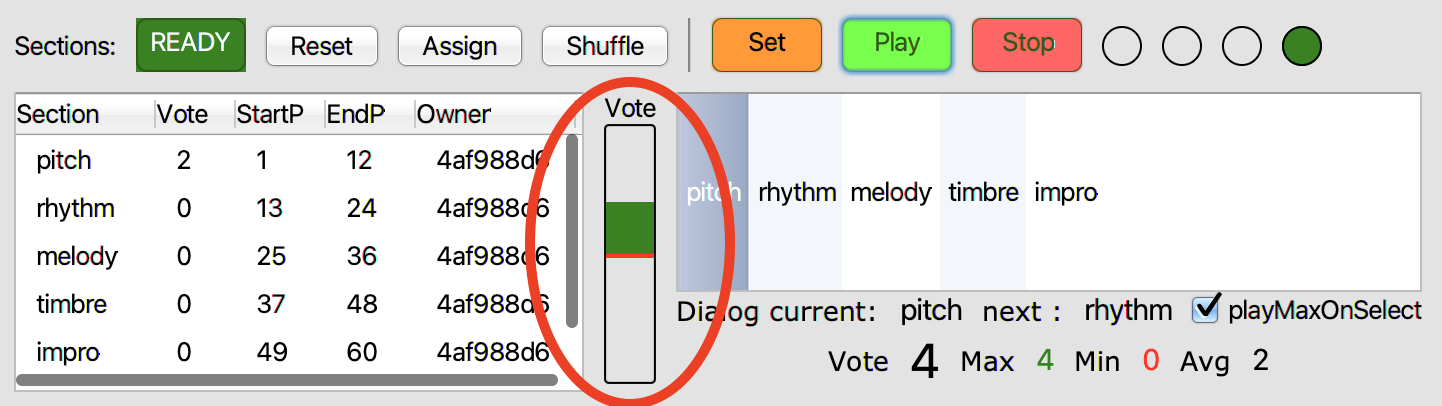 Sections: READY Reset Assign Shuffle Set Play Stop
Section Vote StartP EndP Owner
pitch 2 1 12 4af988d6
rhythm 0 13 24 4af988d6
melody 0 25 36 4af988d6
timbre 0 37 48 4af988d6
impro 0 49 60 4af988d6
Vote
pitch rhythm melody timbre impro
Dialog current: pitch next : rhythm playMaxOnSelect
Vote 4 Max 4 Min 0 Avg 2